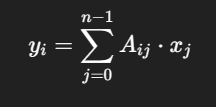 $y_i = \sum_{j=0}^{n-1} A_{ij} \cdot x_j$